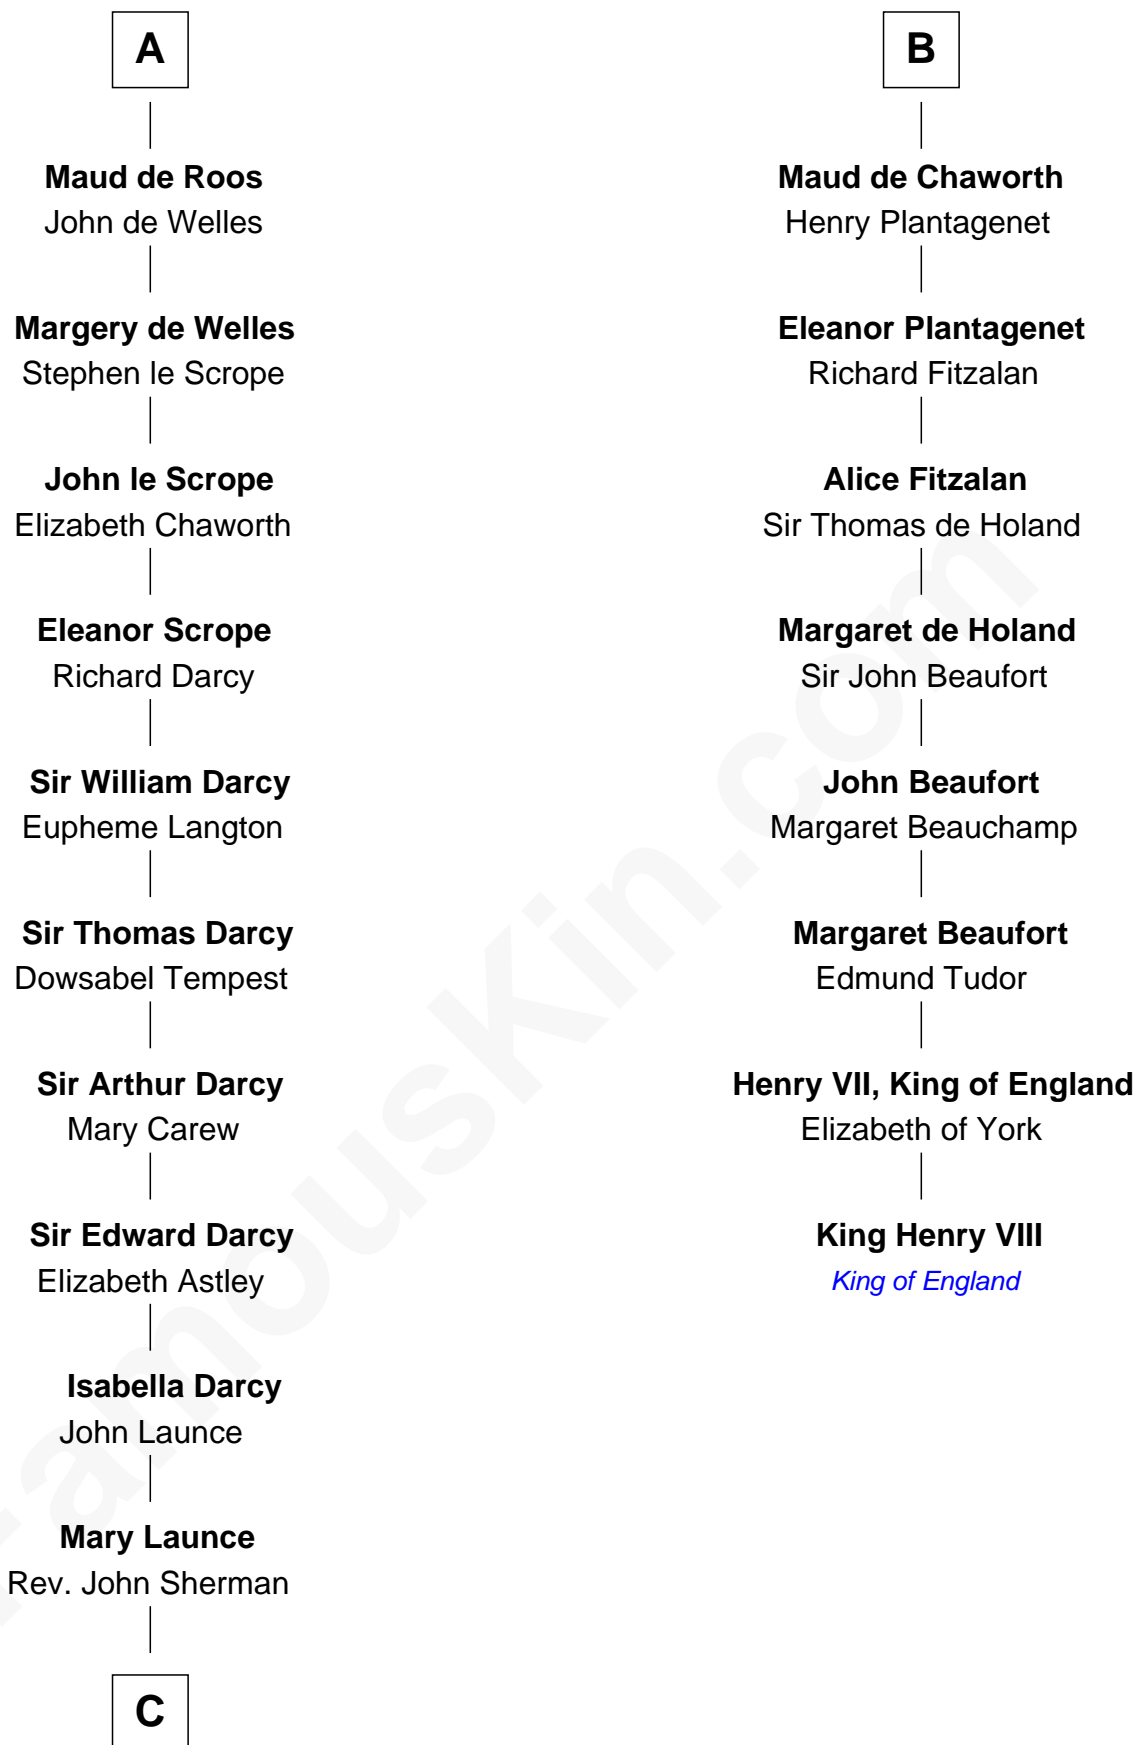 A
Maud de Roos
John de Welles
Margery de Welles
Stephen le Scrope
John le Scrope
Elizabeth Chaworth
Eleanor Scrope
Richard Darcy
Sir William Darcy
Eupheme Langton
Sir Thomas Darcy
Dowsabel Tempest
Sir Arthur Darcy
Mary Carew
Sir Edward Darcy
Elizabeth Astley
Isabella Darcy
John Launce
Mary Launce
Rev. John Sherman
C
B
Maud de Chaworth
Henry Plantagenet
Eleanor Plantagenet
Richard Fitzalan
Alice Fitzalan
Sir Thomas de Holand
Margaret de Holand
Sir John Beaufort
John Beaufort
Margaret Beauchamp
Margaret Beaufort
Edmund Tudor
Henry VII, King of England
Elizabeth of York
King Henry VIII
King of England
FamousKin.com